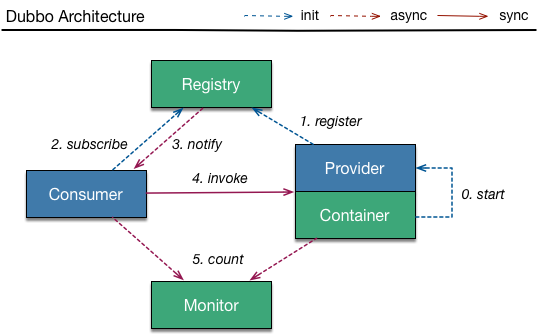 Dubbo Architecture
init
async
sync
Registry
1. register
2. subscribe
3. notify
Provider
4. invoke
Consumer
0. start
Container
5. count
Monitor